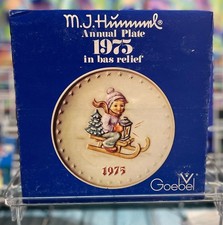 M.J. Hummel®
Annual Plate
1975
in bas relief
1975
Goebel